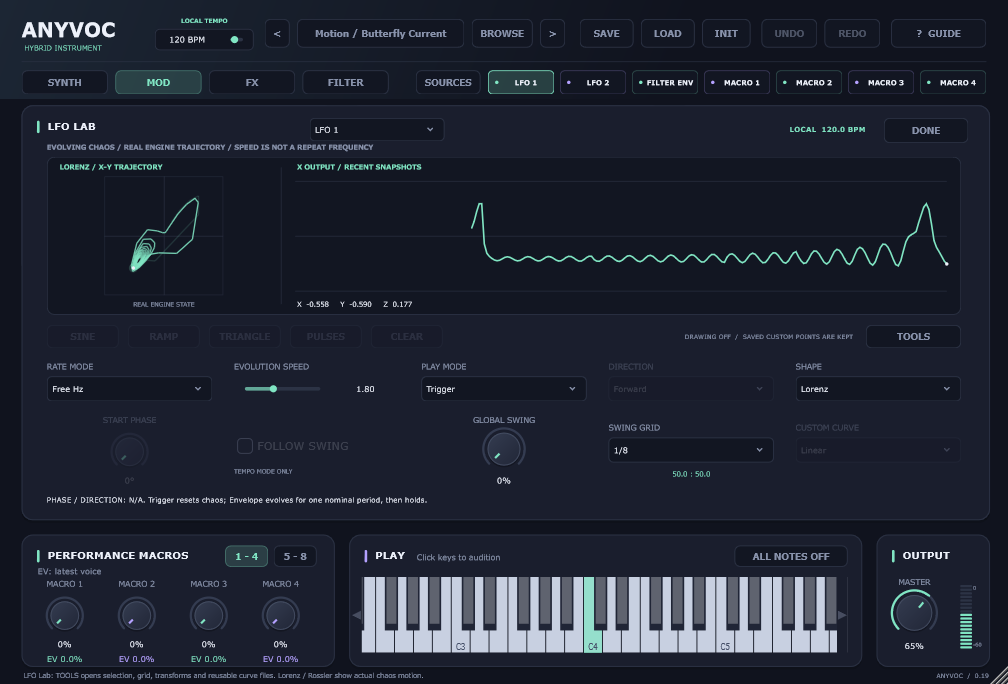 ANYVOC
HYBRID INSTRUMENT
LOCAL TEMPO
120 BPM
< Motion / Butterfly Current BROWSE > SAVE LOAD INIT UNDO REDO ? GUIDE
SYNTH MOD FX FILTER SOURCES LFO 1 LFO 2 FILTER ENV MACRO 1 MACRO 2 MACRO 3 MACRO 4
LFO LAB LFO 1 LOCAL 120.0 BPM DONE
EVOLVING CHAOS / REAL ENGINE TRAJECTORY / SPEED IS NOT A REPEAT FREQUENCY
LORENZ / X-Y TRAJECTORY X OUTPUT / RECENT SNAPSHOTS
REAL ENGINE STATE X -0.558 Y -0.590 Z 0.177
SINE RAMP TRIANGLE PULSES CLEAR DRAWING OFF / SAVED CUSTOM POINTS ARE KEPT TOOLS
RATE MODE EVOLUTION SPEED PLAY MODE DIRECTION SHAPE
Free Hz 1.80 Trigger Forward Lorenz
START PHASE GLOBAL SWING SWING GRID CUSTOM CURVE
FOLLOW SWING 1/8 Linear
TEMPO MODE ONLY 50.0 : 50.0
0° 0%
PHASE / DIRECTION: N/A. Trigger resets chaos; Envelope evolves for one nominal period, then holds.
PERFORMANCE MACROS 1 - 4 5 - 8
EV: latest voice
MACRO 1 MACRO 2 MACRO 3 MACRO 4
0% 0% 0% 0%
EV 0.0% EV 0.0% EV 0.0% EV 0.0%
PLAY Click keys to audition ALL NOTES OFF
C3 C4 C5
OUTPUT
MASTER
0
-60
65%
LFO Lab: TOOLS opens selection, grid, transforms and reusable curve files. Lorenz / Rossler show actual chaos motion.
ANYVOC / 0.19